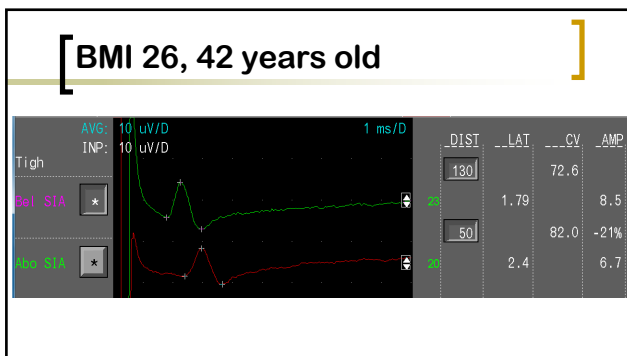 BMI 26, 42 years old
AVG: 10 uV/D 1 ms/D
INP: 10 uV/D
Tigh
Bel SIA *
Abo SIA *
DIST LAT CV AMP
130 72.6
23 1.79 8.5
50 82.0 -21%
20 2.4 6.7